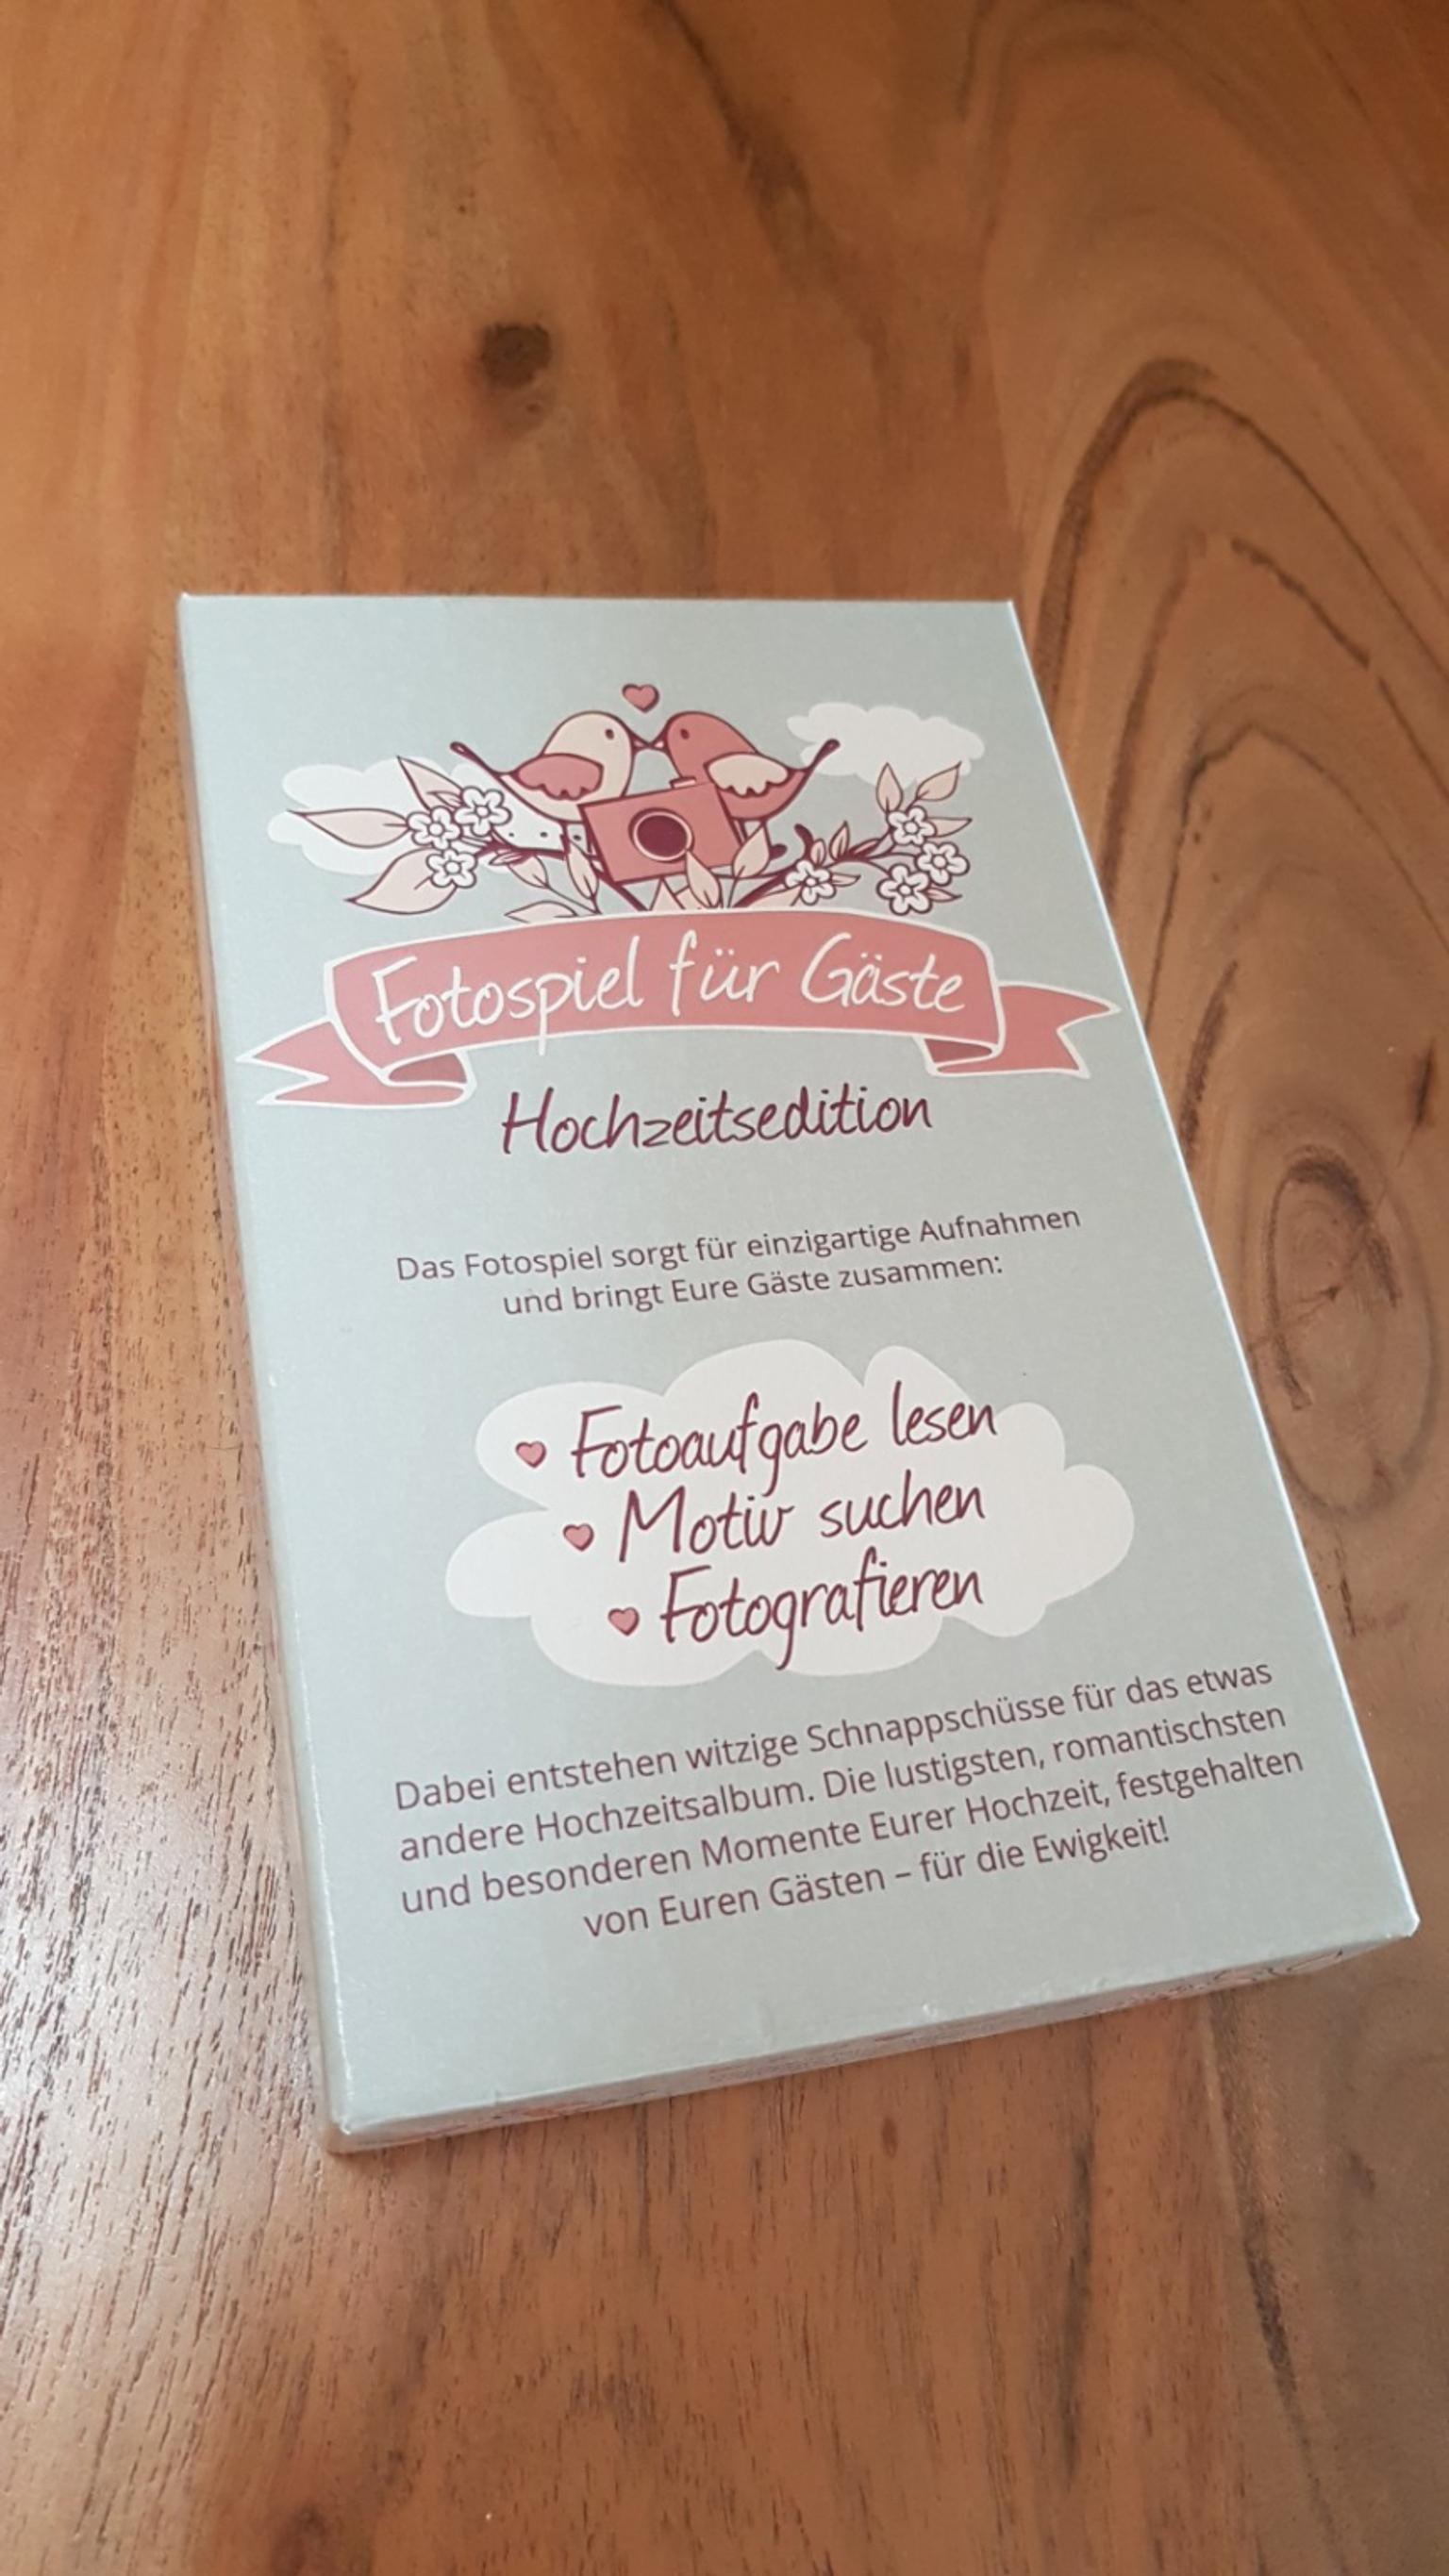 Fotospiel für Gäste
Hochzeitsedition
Das Fotospiel sorgt für einzigartige Aufnahmen
und bringt Eure Gäste zusammen:
Fotoaufgabe lesen
Motiv suchen
Fotografieren
Dabei entstehen witzige Schnappschüsse für das etwas
andere Hochzeitsalbum. Die lustigsten, romantischsten
und besonderen Momente Eurer Hochzeit, festgehalten
von Euren Gästen – für die Ewigkeit!